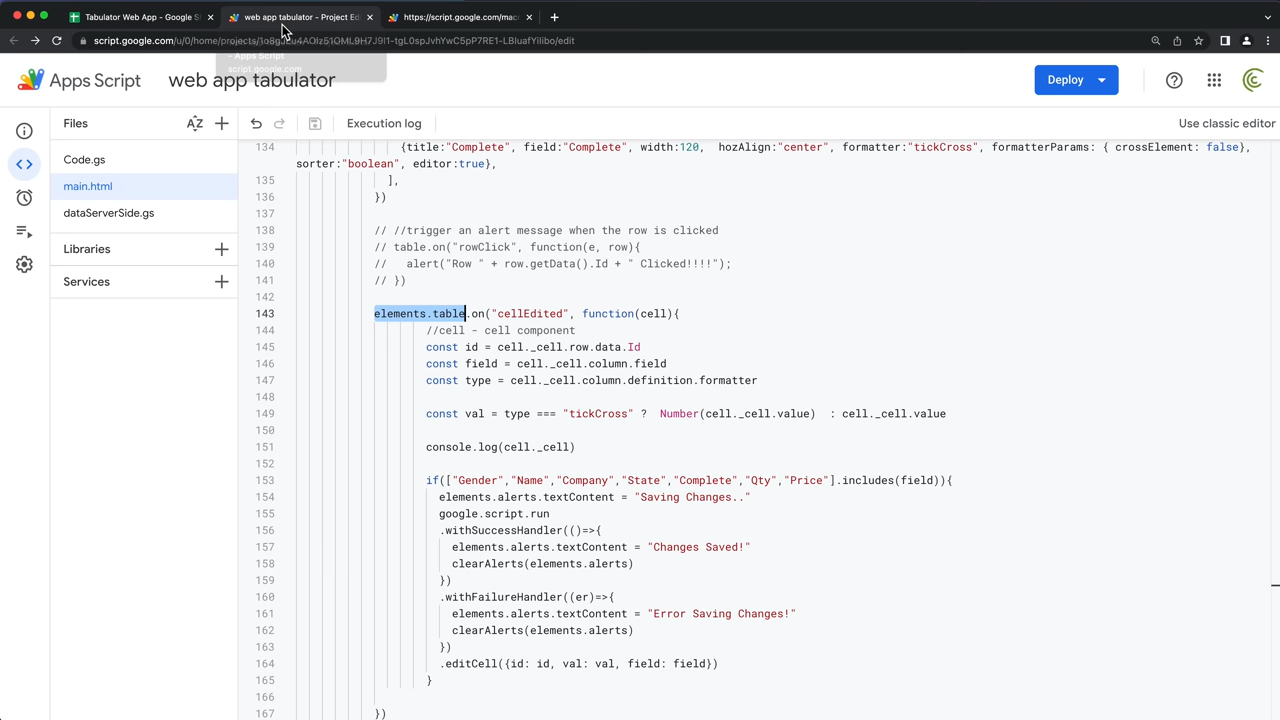 Tabulator Web App - Google Sl
web app tabulator - Project Edi
https://script.google.com/mac
- Apps Script
script.google.com
Apps Script
web app tabulator
Deploy
Files
Execution log
Use classic editor
Code.gs
main.html
dataServerSide.gs
Libraries
Services
134 {title:"Complete", field:"Complete", width:120,  hozAlign:"center", formatter:"tickCross", formatterParams: { crossElement: false},
sorter:"boolean", editor:true},
135 ],
136 })
137
138 // //trigger an alert message when the row is clicked
139 // table.on("rowClick", function(e, row){
140 //   alert("Row " + row.getData().Id + " Clicked!!!!");
141 // })
142
143 elements.table.on("cellEdited", function(cell){
144 //cell - cell component
145 const id = cell._cell.row.data.Id
146 const field = cell._cell.column.field
147 const type = cell._cell.column.definition.formatter
148
149 const val = type === "tickCross" ?  Number(cell._cell.value)  : cell._cell.value
150
151 console.log(cell._cell)
152
153 if(["Gender","Name","Company","State","Complete","Qty","Price"].includes(field)){
154 elements.alerts.textContent = "Saving Changes.."
155 google.script.run
156 .withSuccessHandler(()=>{
157 elements.alerts.textContent = "Changes Saved!"
158 clearAlerts(elements.alerts)
159 })
160 .withFailureHandler((er)=>{
161 elements.alerts.textContent = "Error Saving Changes!"
162 clearAlerts(elements.alerts)
163 })
164 .editCell({id: id, val: val, field: field})
165 }
166
167 })